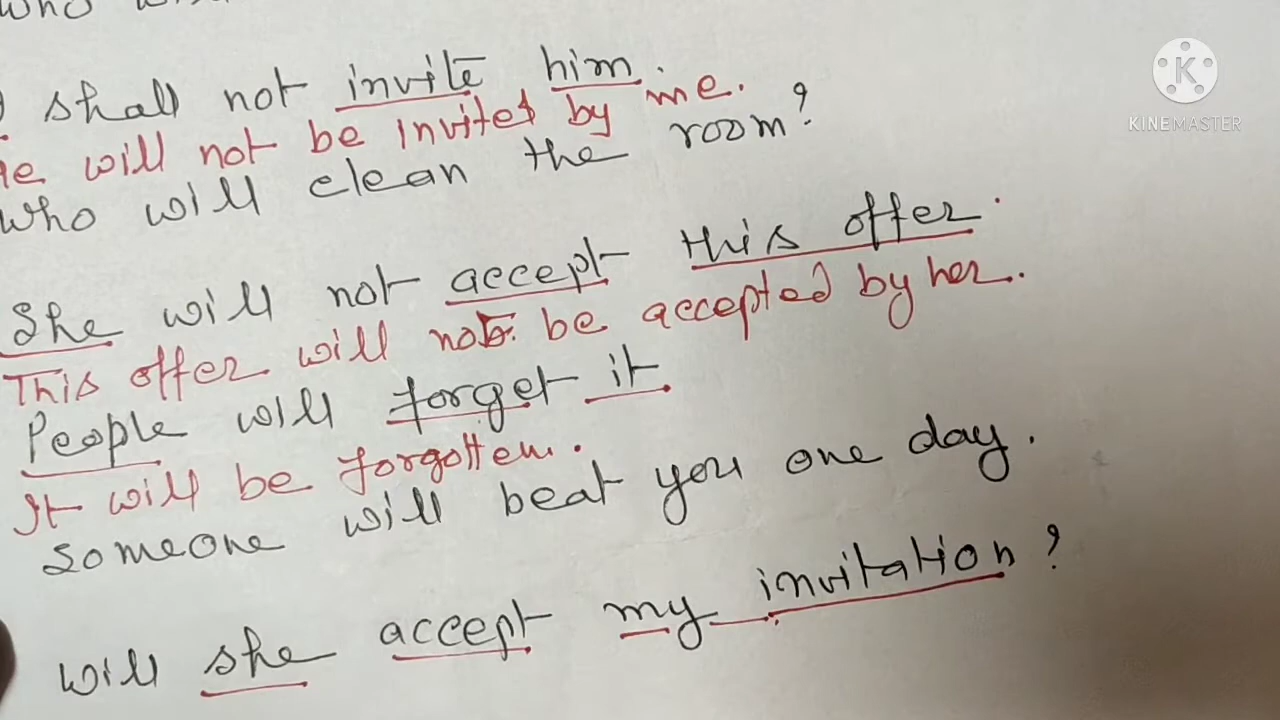 shall not invite him.
will not be invited by me.
Who will clean the room?
She will not accept this offer.
This offer will not be accepted by her.
People will forget it
It will be forgotten.
Someone will beat you one day.
will she accept my invitation?
KINEMASTER